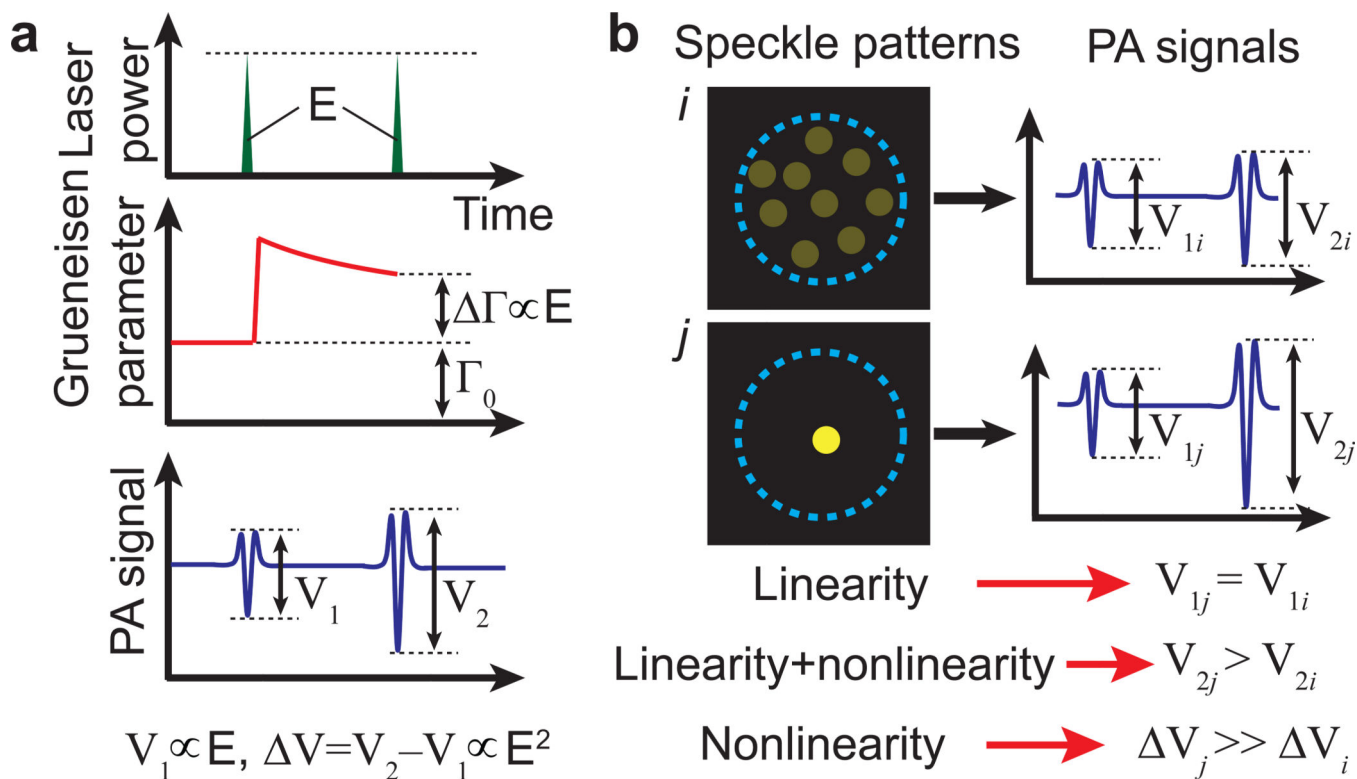 a
Laser power
E
Time
Grueneisen parameter
ΔΓ∝E
Γ₀
PA signal
V₁
V₂
V₁∝E, ΔV=V₂–V₁∝E²
b
Speckle patterns
PA signals
i
V₁ᵢ
V₂ᵢ
j
V₁ⱼ
V₂ⱼ
Linearity
V₁ⱼ = V₁ᵢ
Linearity+nonlinearity
V₂ⱼ > V₂ᵢ
Nonlinearity
ΔVⱼ >> ΔVᵢ